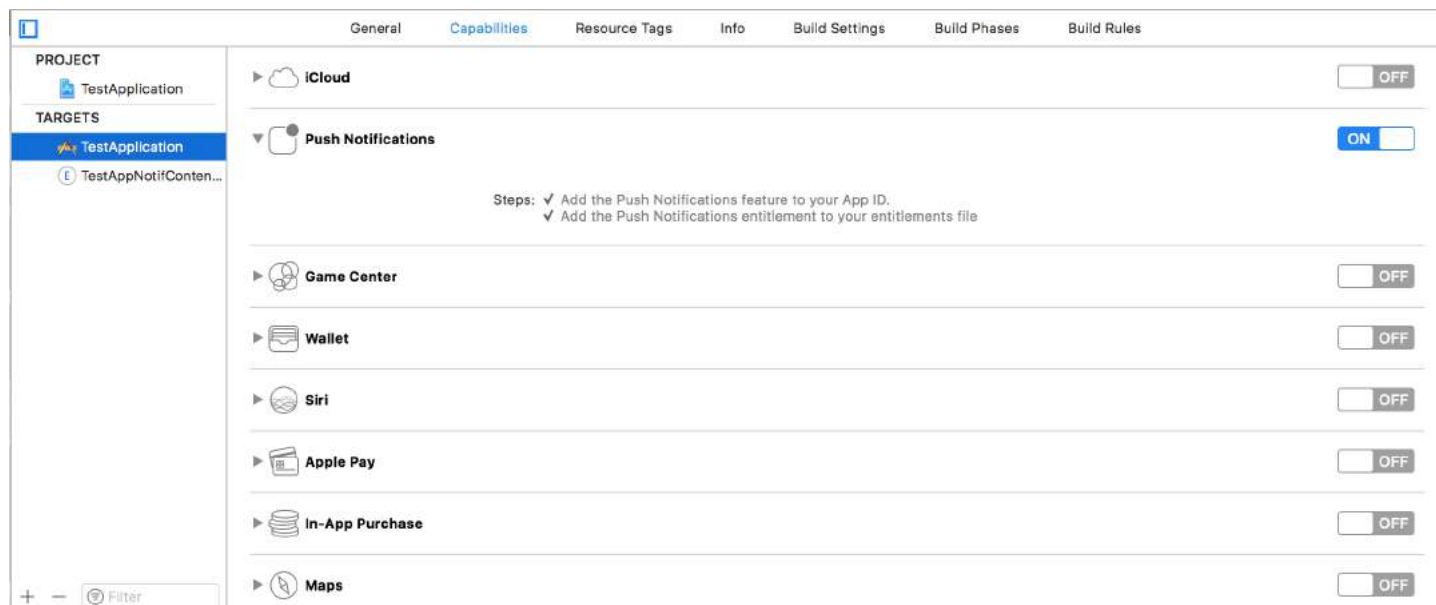 General Capabilities Resource Tags Info Build Settings Build Phases Build Rules
PROJECT
TestApplication
TARGETS
TestApplication
TestAppNotifConten...
Filter
iCloud OFF
Push Notifications ON
Steps: ✓ Add the Push Notifications feature to your App ID.
✓ Add the Push Notifications entitlement to your entitlements file
Game Center OFF
Wallet OFF
Siri OFF
Apple Pay OFF
In-App Purchase OFF
Maps OFF